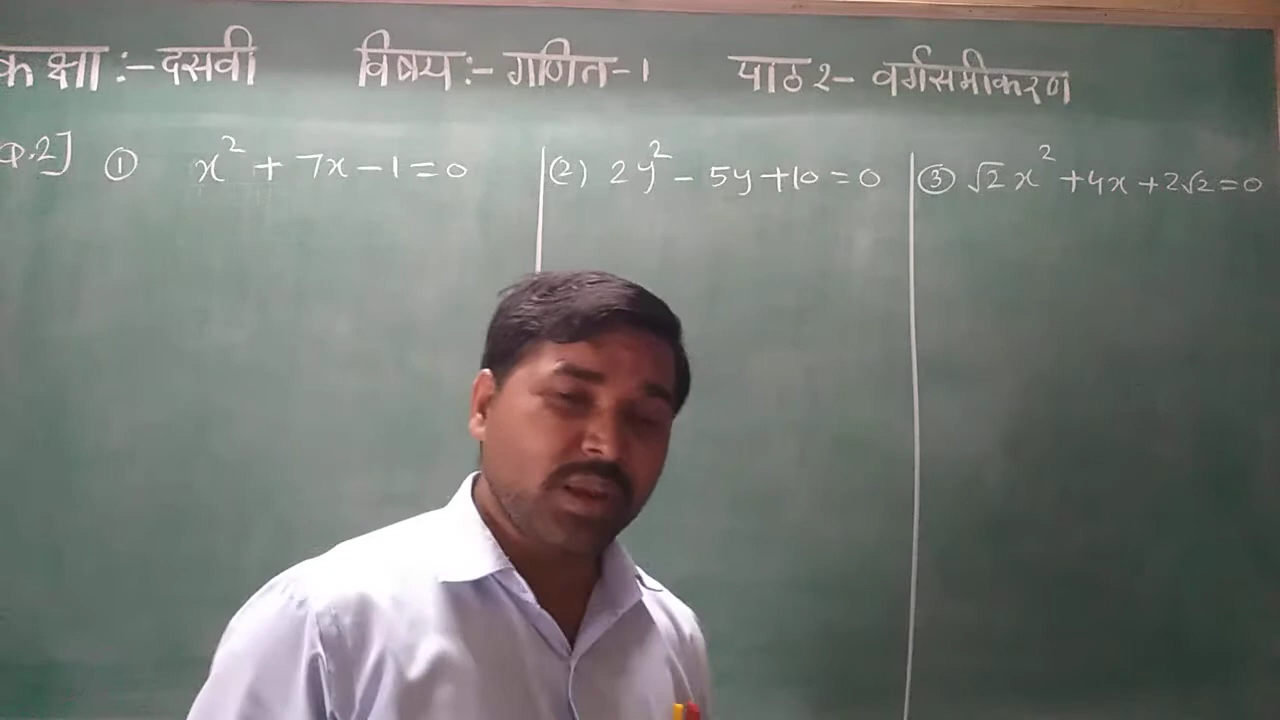 कक्षा :- दसवी विषय :- गणित-1 पाठ 2- वर्गसमीकरण
Q.2] ① x² + 7x - 1 = 0 (2) 2y² - 5y + 10 = 0 ③ √2 x² + 4x + 2√2 = 0